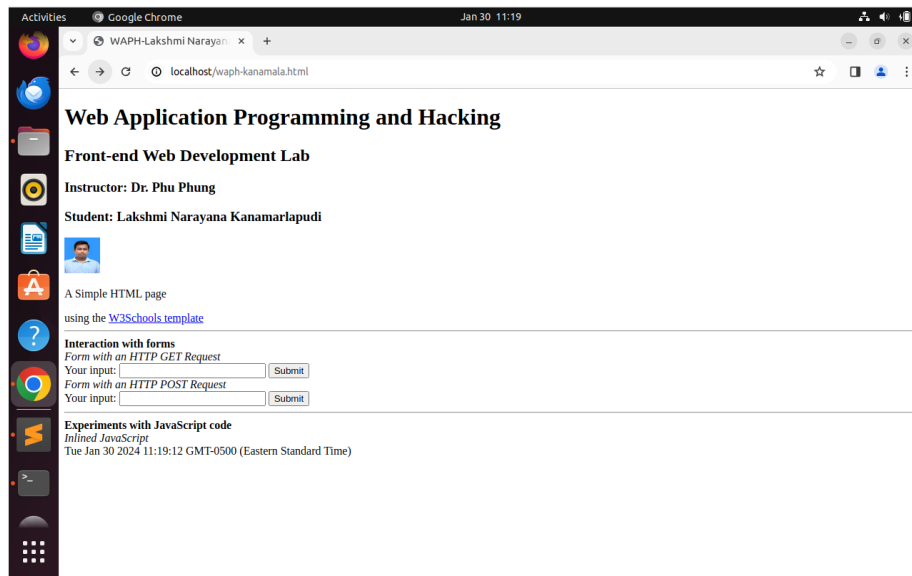 Activities Google Chrome Jan 30 11:19
WAPH-Lakshmi Narayan
localhost/waph-kanamala.html
Web Application Programming and Hacking
Front-end Web Development Lab
Instructor: Dr. Phu Phung
Student: Lakshmi Narayana Kanamarlapudi
A Simple HTML page
using the W3Schools template
Interaction with forms
Form with an HTTP GET Request
Your input: Submit
Form with an HTTP POST Request
Your input: Submit
Experiments with JavaScript code
Inlined JavaScript
Tue Jan 30 2024 11:19:12 GMT-0500 (Eastern Standard Time)